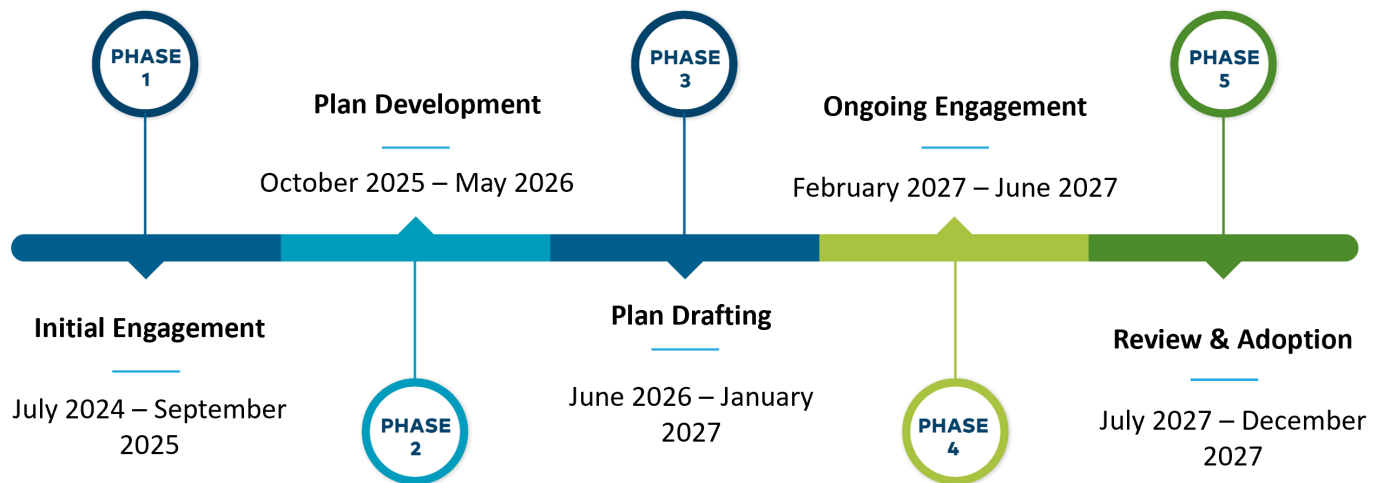 PHASE
1
Initial Engagement
July 2024 – September
2025
Plan Development
October 2025 – May 2026
PHASE
2
PHASE
3
Plan Drafting
June 2026 – January
2027
Ongoing Engagement
February 2027 – June 2027
PHASE
4
PHASE
5
Review & Adoption
July 2027 – December
2027